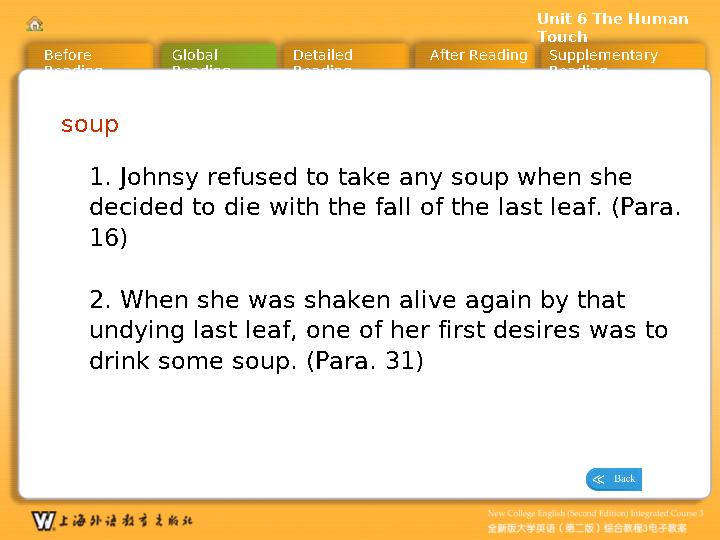 Unit 6 The Human
Touch
Before
Reading
Global
Reading
Detailed
Reading
After Reading
Supplementary
Reading
soup
1. Johnsy refused to take any soup when she
decided to die with the fall of the last leaf. (Para.
16)
2. When she was shaken alive again by that
undying last leaf, one of her first desires was to
drink some soup. (Para. 31)
Back
上海外语教育出版社
New College English (Second Edition) Integrated Course 3
全新版大学英语（第二版）综合教程3电子教案